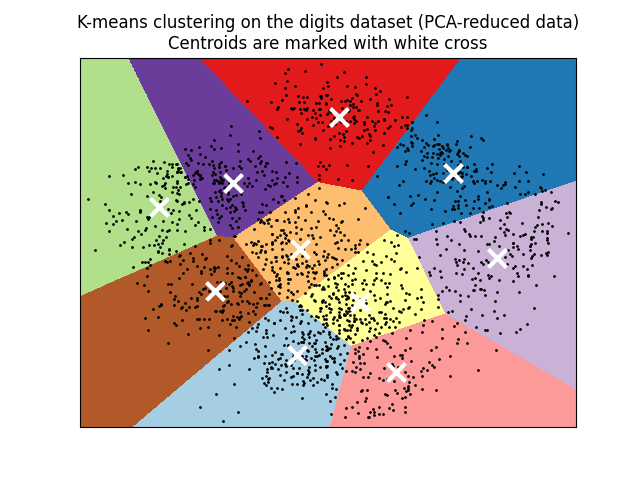 K-means clustering on the digits dataset (PCA-reduced data)
Centroids are marked with white cross